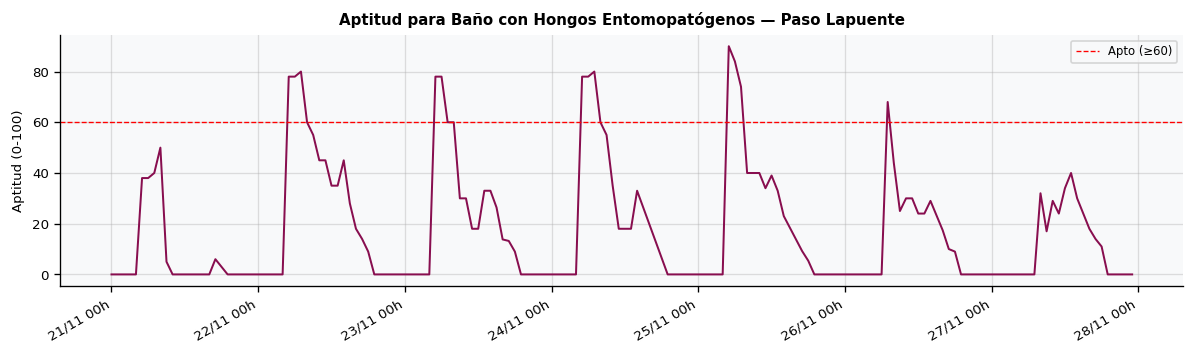 Aptitud para Baño con Hongos Entomopatógenos — Paso Lapuente
Apto (≥60)
Aptitud (0-100)
80
60
40
20
0
21/11 00h
22/11 00h
23/11 00h
24/11 00h
25/11 00h
26/11 00h
27/11 00h
28/11 00h